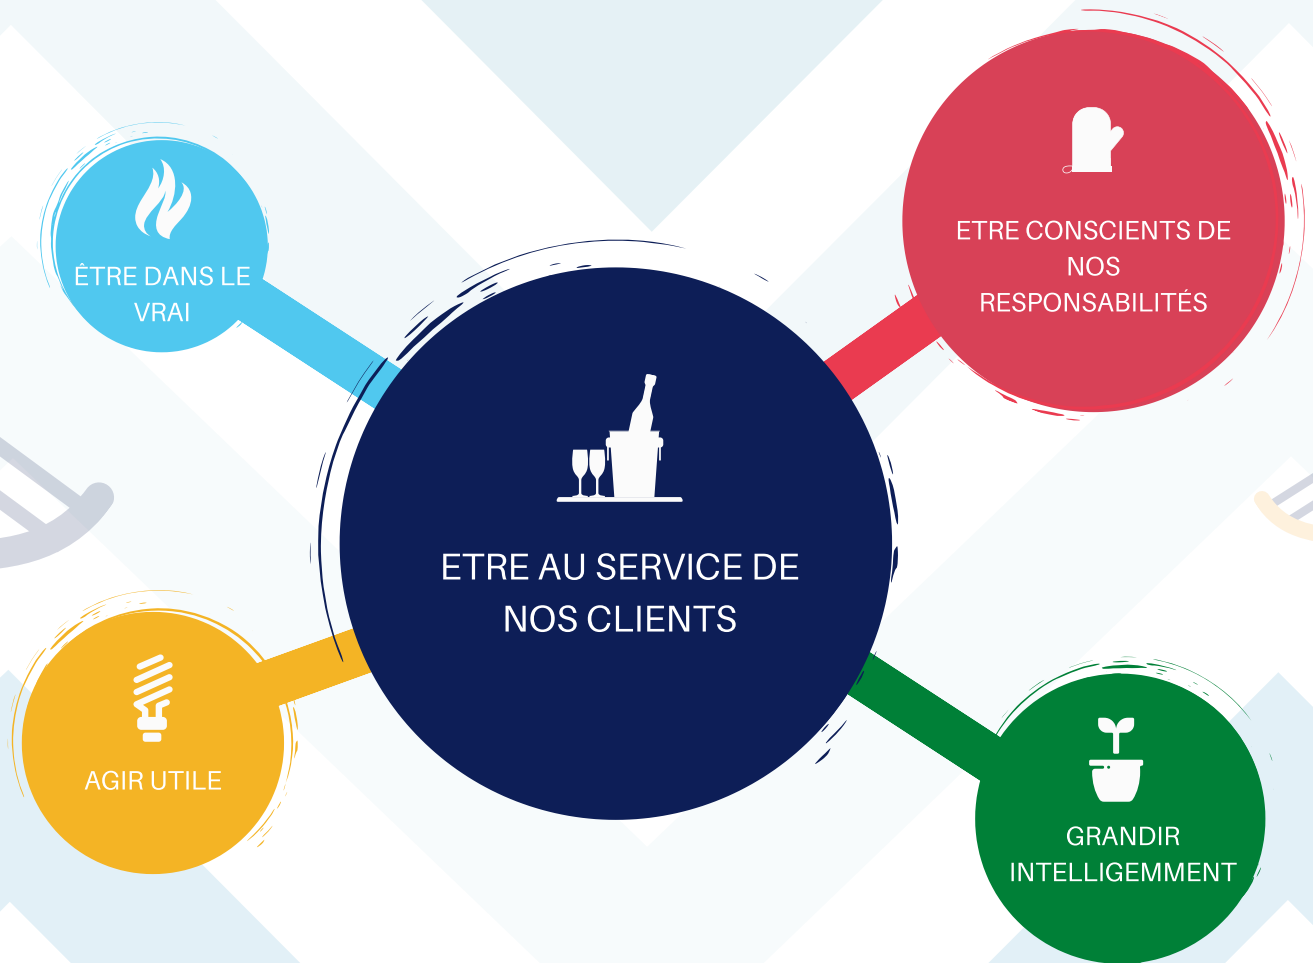 ÊTRE DANS LE
VRAI
ETRE CONSCIENTS DE
NOS
RESPONSABILITÉS
ETRE AU SERVICE DE
NOS CLIENTS
AGIR UTILE
GRANDIR
INTELLIGEMMENT